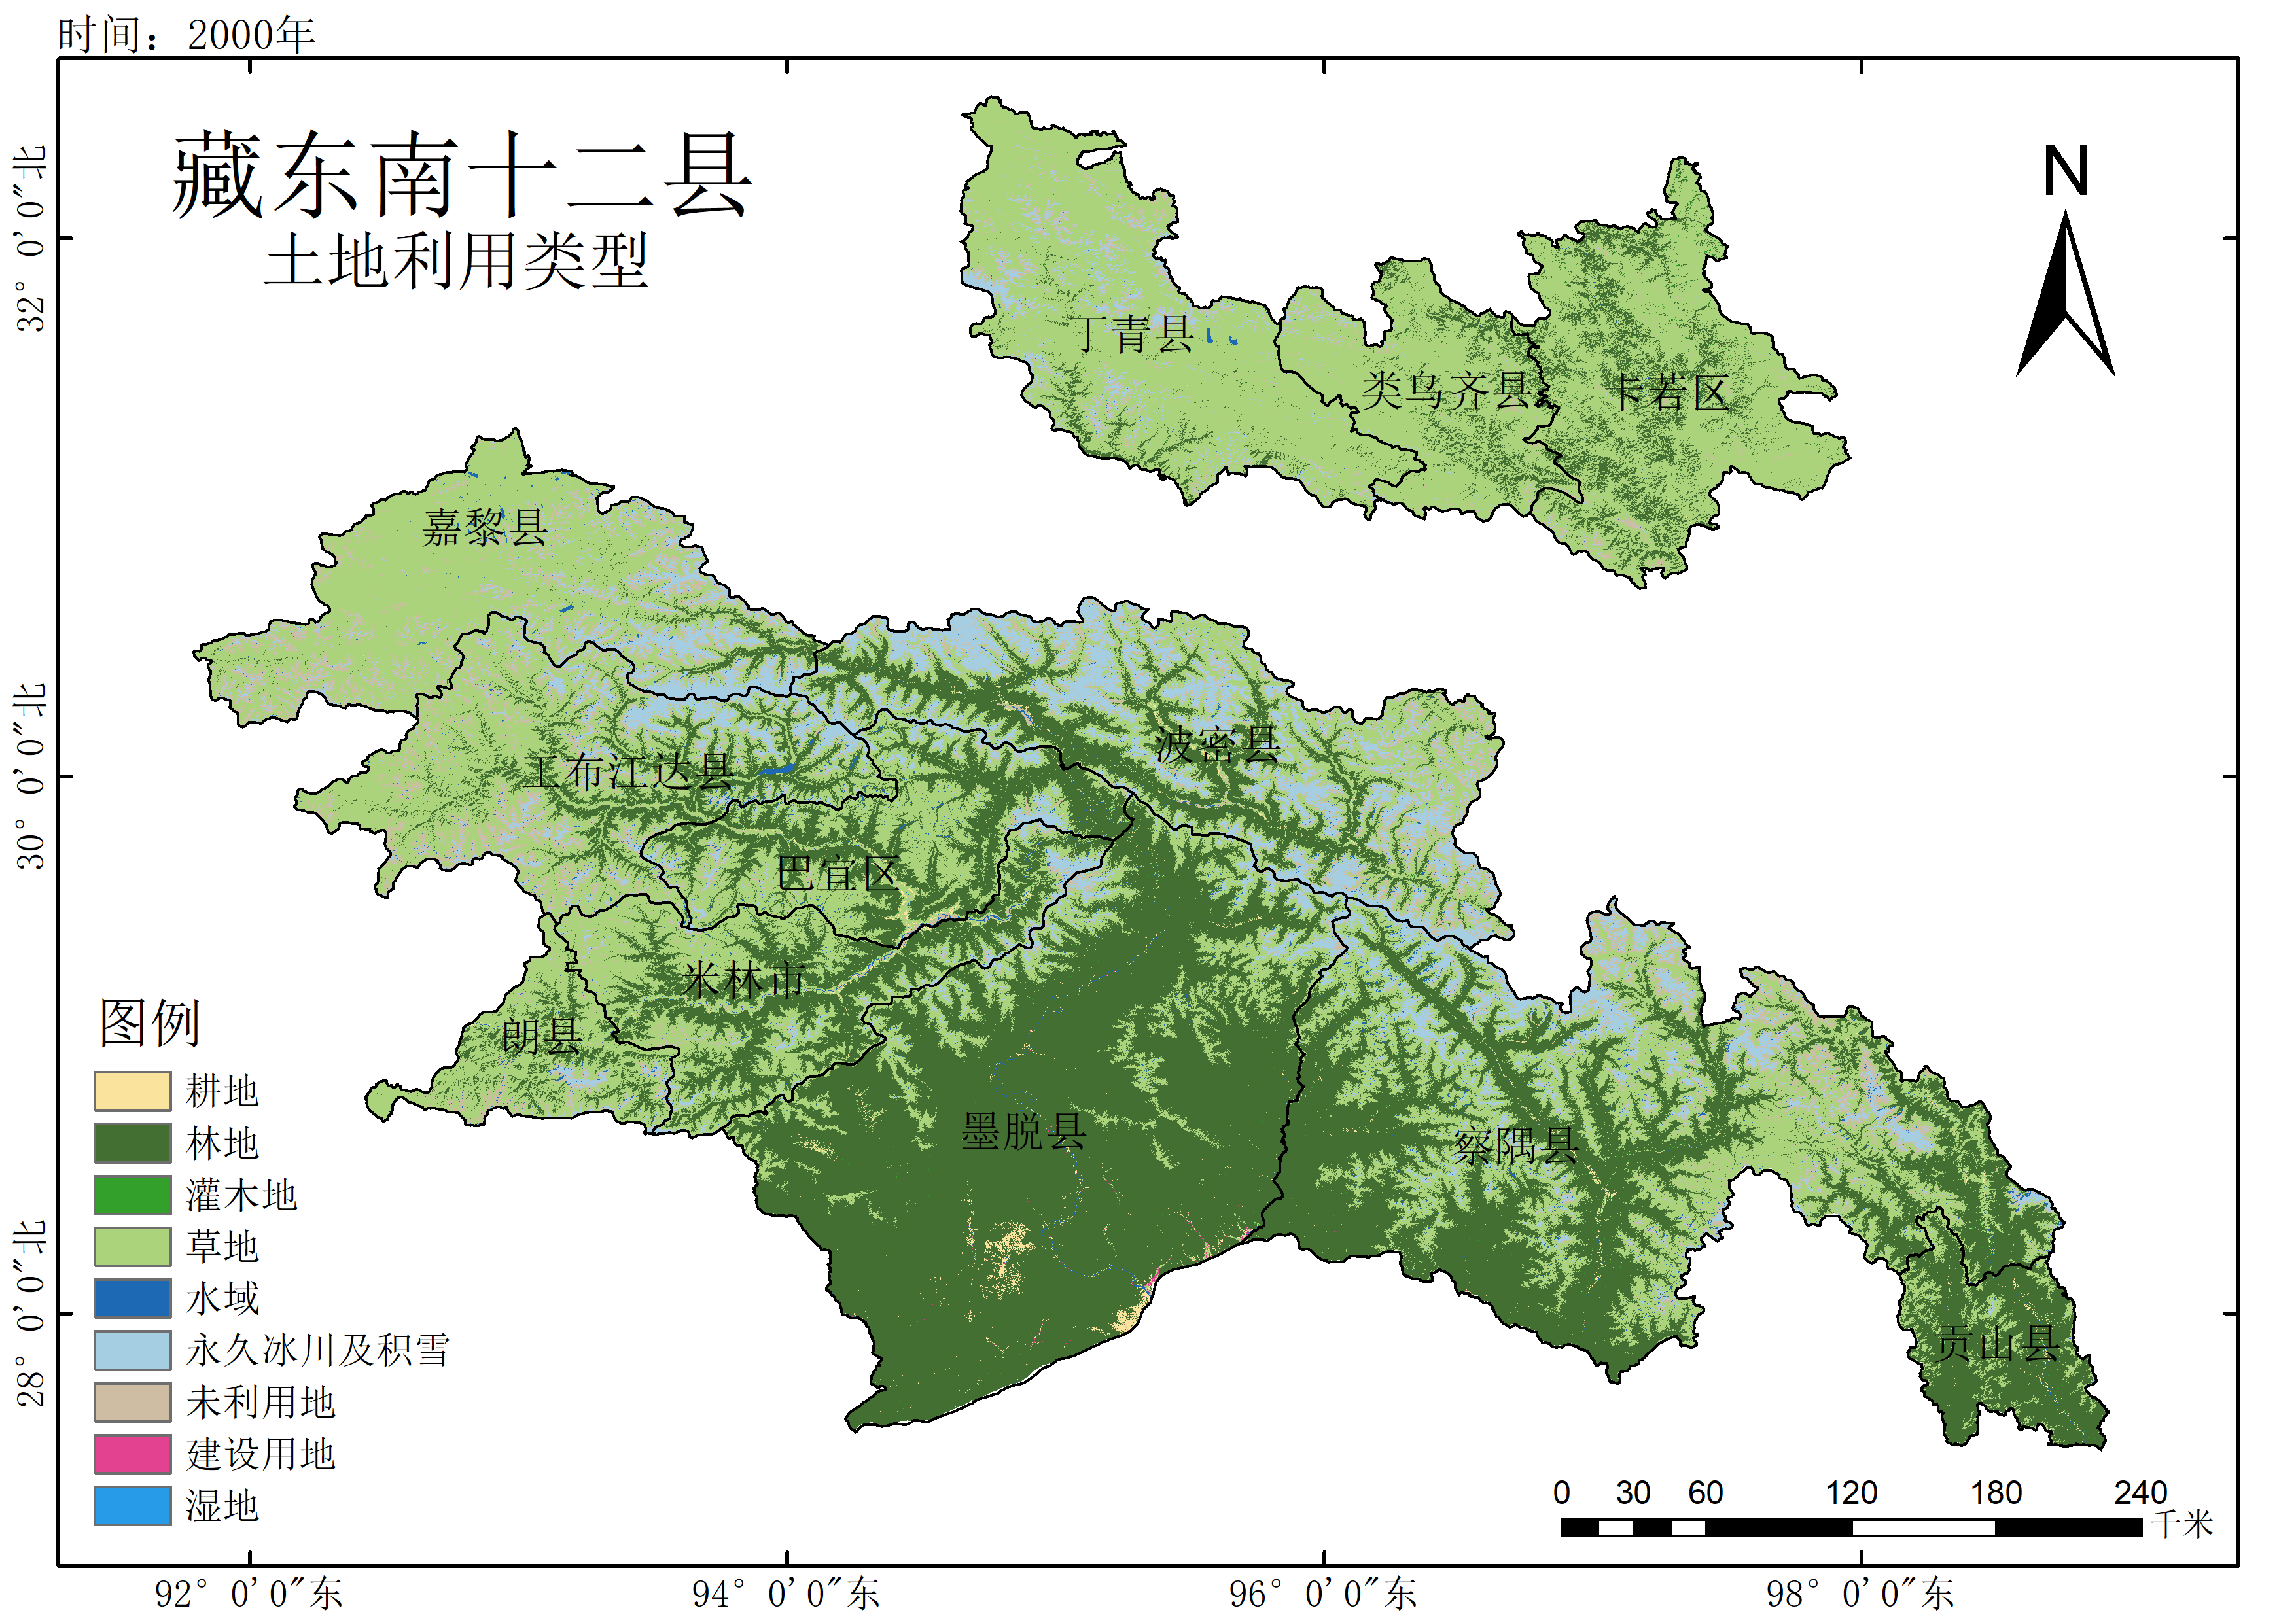 时间：2000年
藏东南十二县
土地利用类型
N
32° 0′0″北
30° 0′0″北
28° 0′0″北
丁青县
类乌齐县
卡若区
嘉黎县
波密县
工布江达县
巴宜区
米林市
朗县
墨脱县
察隅县
贡山县
图例
耕地
林地
灌木地
草地
水域
永久冰川及积雪
未利用地
建设用地
湿地
0 30 60 120 180 240
千米
92° 0′0″东 94° 0′0″东 96° 0′0″东 98° 0′0″东